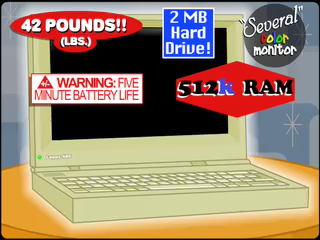 42 POUNDS!!
(LBS.)
2 MB
Hard
Drive!
"Several"
color
monitor
WARNING: FIVE
MINUTE BATTERY LIFE
512k RAM